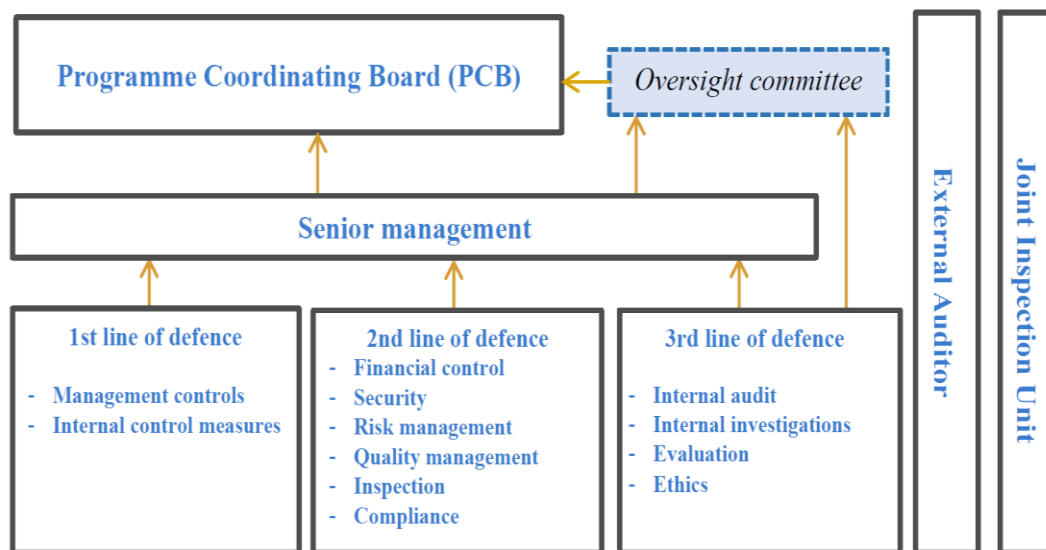 Programme Coordinating Board (PCB)
Oversight committee
Senior management
1st line of defence
- Management controls
- Internal control measures
2nd line of defence
- Financial control
- Security
- Risk management
- Quality management
- Inspection
- Compliance
3rd line of defence
- Internal audit
- Internal investigations
- Evaluation
- Ethics
External Auditor
Joint Inspection Unit